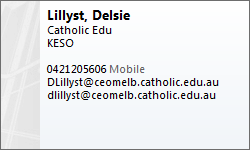 Lillyst, Delsie
Catholic Edu
KESO
0421205606 Mobile
DLillyst@ceomelb.catholic.edu.au
dlillyst@ceomelb.catholic.edu.au